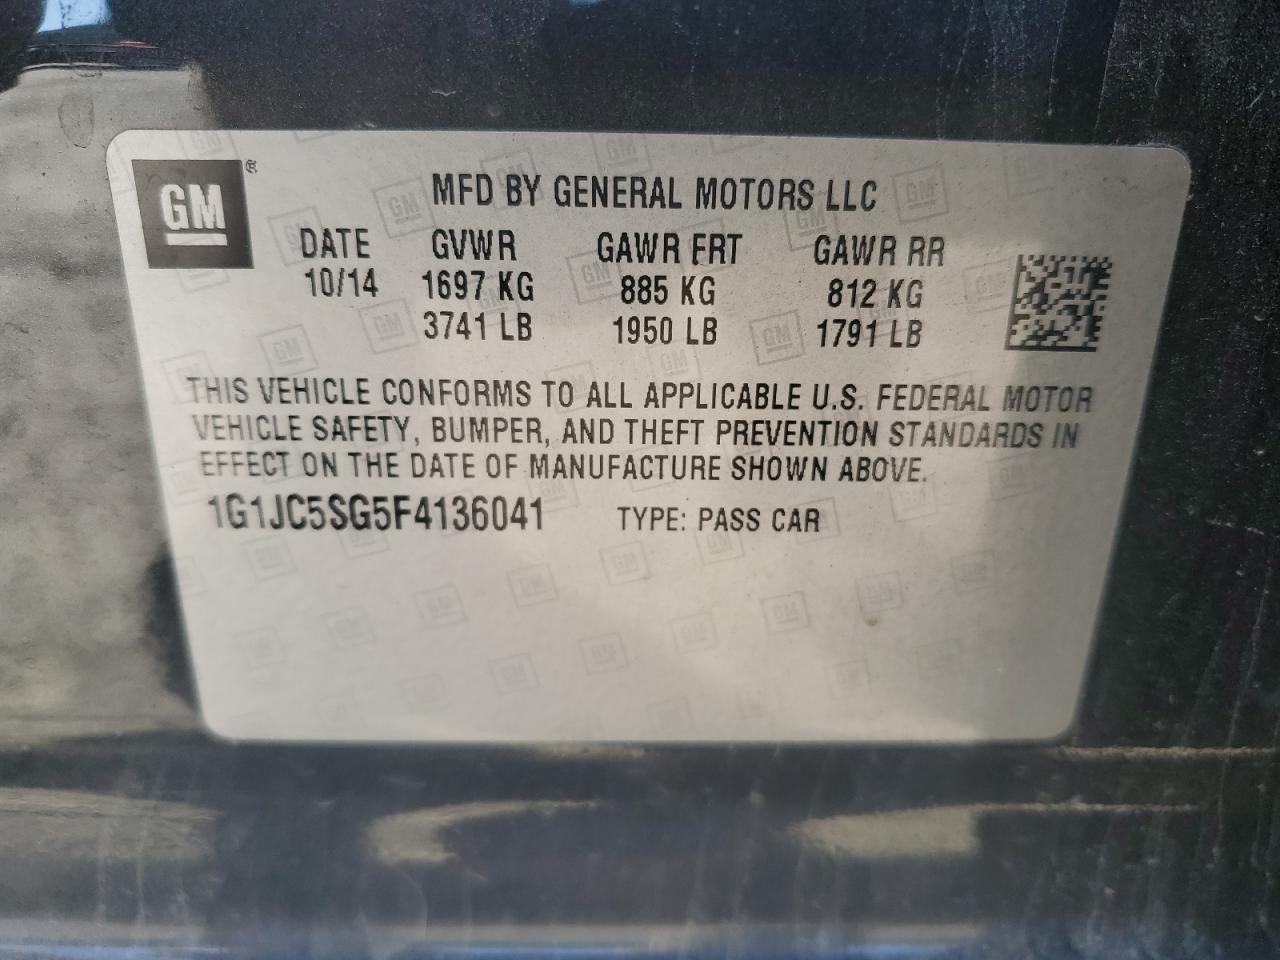 GM ®
MFD BY GENERAL MOTORS LLC
DATE GVWR GAWR FRT GAWR RR
10/14 1697 KG 885 KG 812 KG
3741 LB 1950 LB 1791 LB
THIS VEHICLE CONFORMS TO ALL APPLICABLE U.S. FEDERAL MOTOR
VEHICLE SAFETY, BUMPER, AND THEFT PREVENTION STANDARDS IN
EFFECT ON THE DATE OF MANUFACTURE SHOWN ABOVE.
1G1JC5SG5F4136041 TYPE: PASS CAR